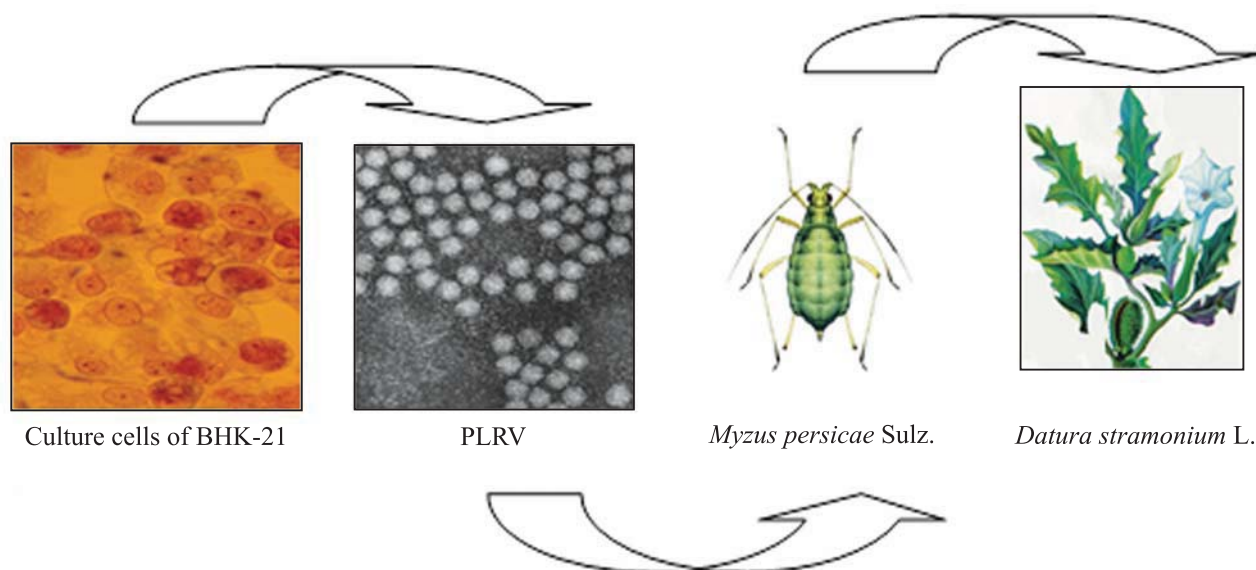 Culture cells of BHK-21
PLRV
Myzus persicae Sulz.
Datura stramonium L.